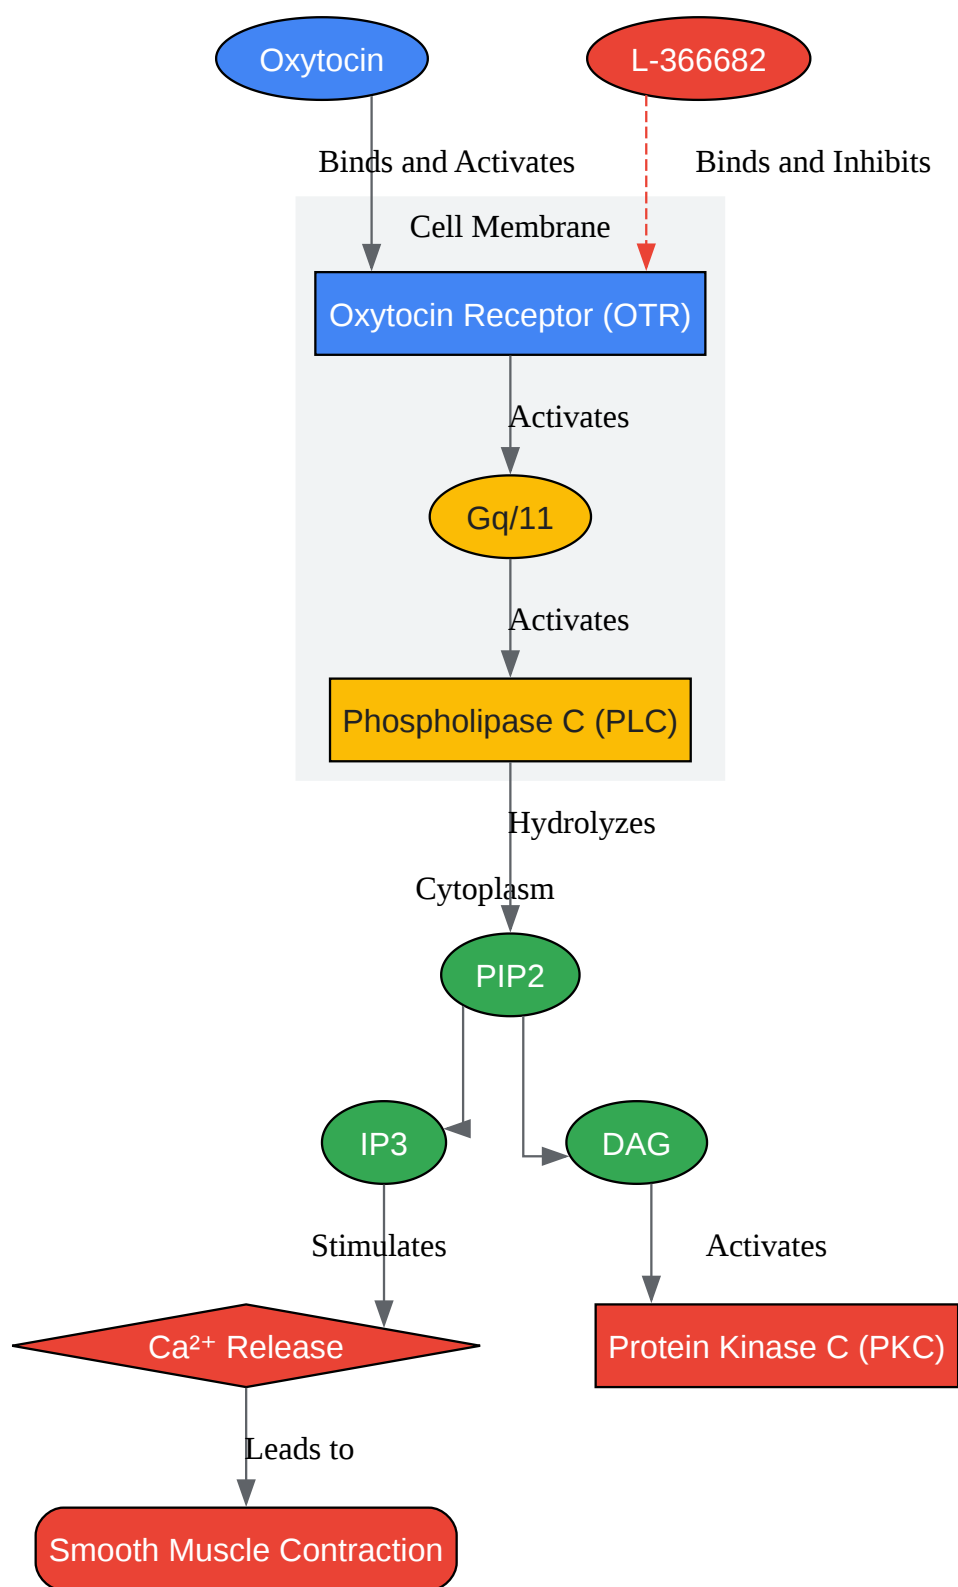 Oxytocin
L-366682
Binds and Activates
Binds and Inhibits
Cell Membrane
Oxytocin Receptor (OTR)
Activates
Gq/11
Activates
Phospholipase C (PLC)
Hydrolyzes
Cytoplasm
PIP2
IP3
DAG
Stimulates
Activates
Ca²⁺ Release
Protein Kinase C (PKC)
Leads to
Smooth Muscle Contraction